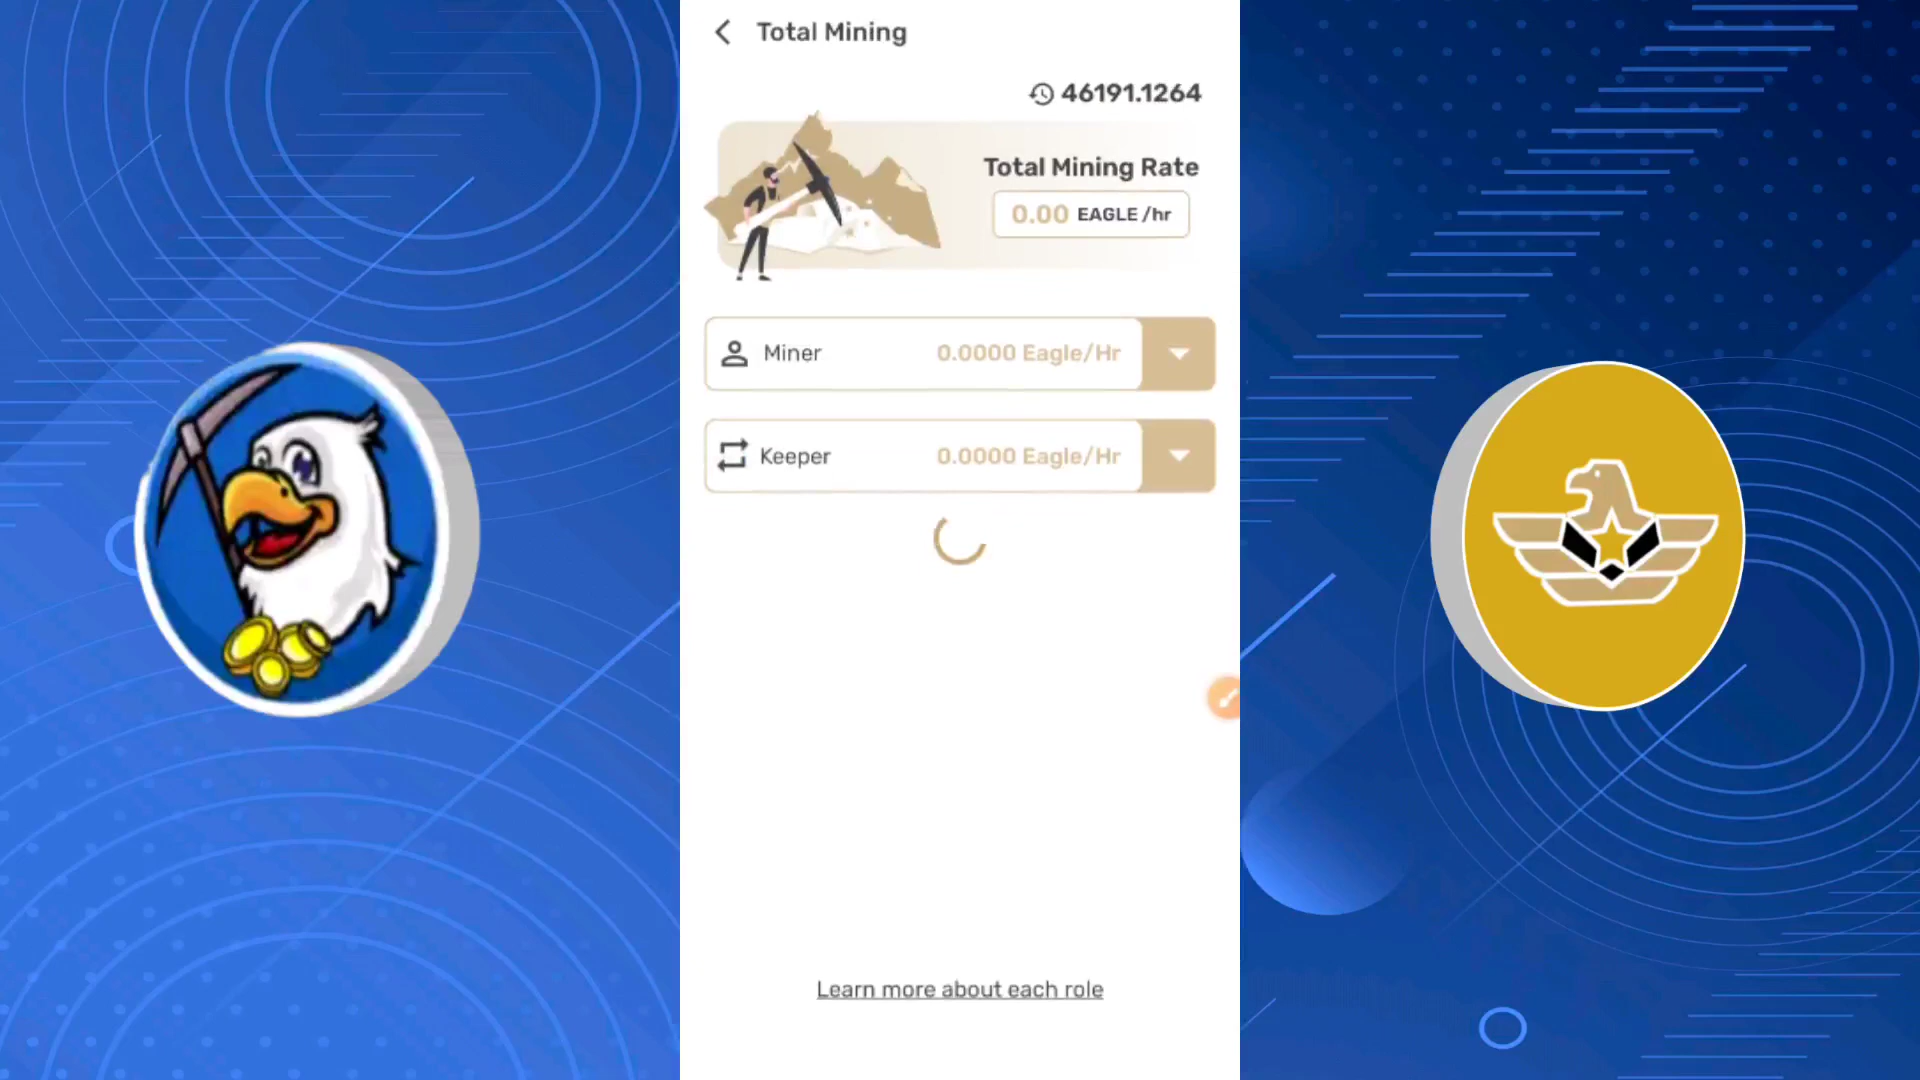 Total Mining
46191.1264
Total Mining Rate
0.00 EAGLE /hr
Miner 0.0000 Eagle/Hr
Keeper 0.0000 Eagle/Hr
Learn more about each role